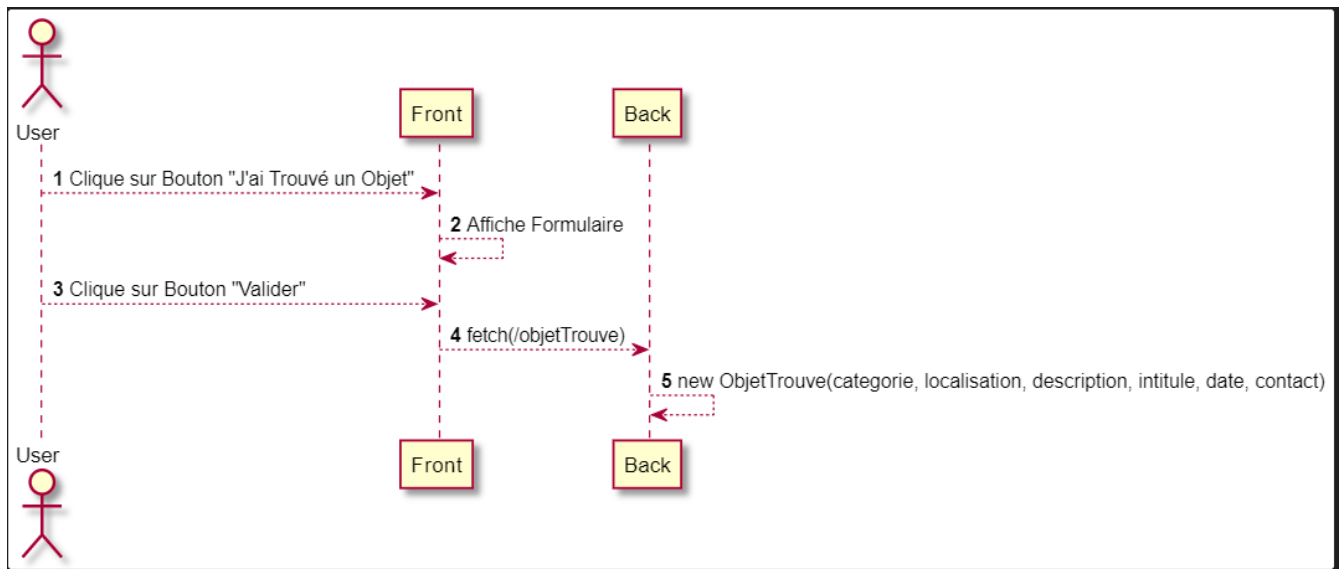 User
Front
Back
1 Clique sur Bouton "J'ai Trouvé un Objet"
2 Affiche Formulaire
3 Clique sur Bouton "Valider"
4 fetch(/objetTrouve)
5 new ObjetTrouve(categorie, localisation, description, intitule, date, contact)
User
Front
Back